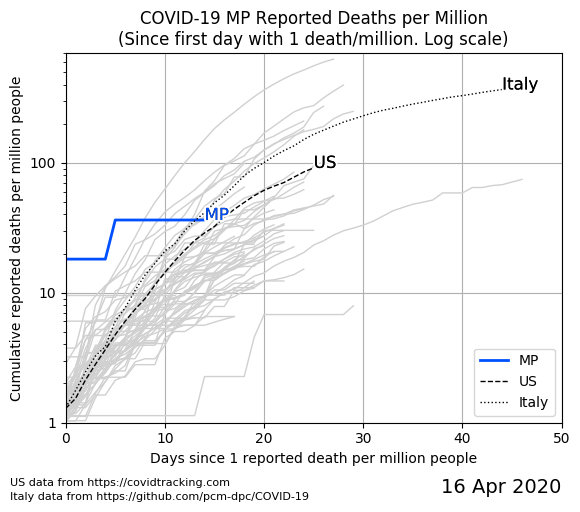 COVID-19 MP Reported Deaths per Million
(Since first day with 1 death/million. Log scale)
Cumulative reported deaths per million people
100
10
1
Italy
US
MP
MP
US
Italy
0 10 20 30 40 50
Days since 1 reported death per million people
US data from https://covidtracking.com
Italy data from https://github.com/pcm-dpc/COVID-19
16 Apr 2020